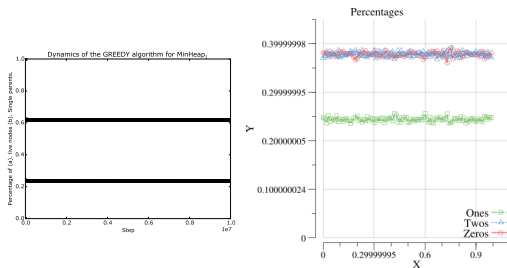 Dynamics of the GREEDY algorithm for MinHeap₂
Percentage of (a). live nodes (b). Single parents.
1.0
0.8
0.6
0.4
0.2
0.0
0.0 0.2 0.4 0.6 0.8 1.0
1e7
Step
Percentages
Y
0.39999998
0.29999995
0.20000005
0.100000024
0
0 0.29999995 0.6 0.9
X
Ones
Twos
Zeros